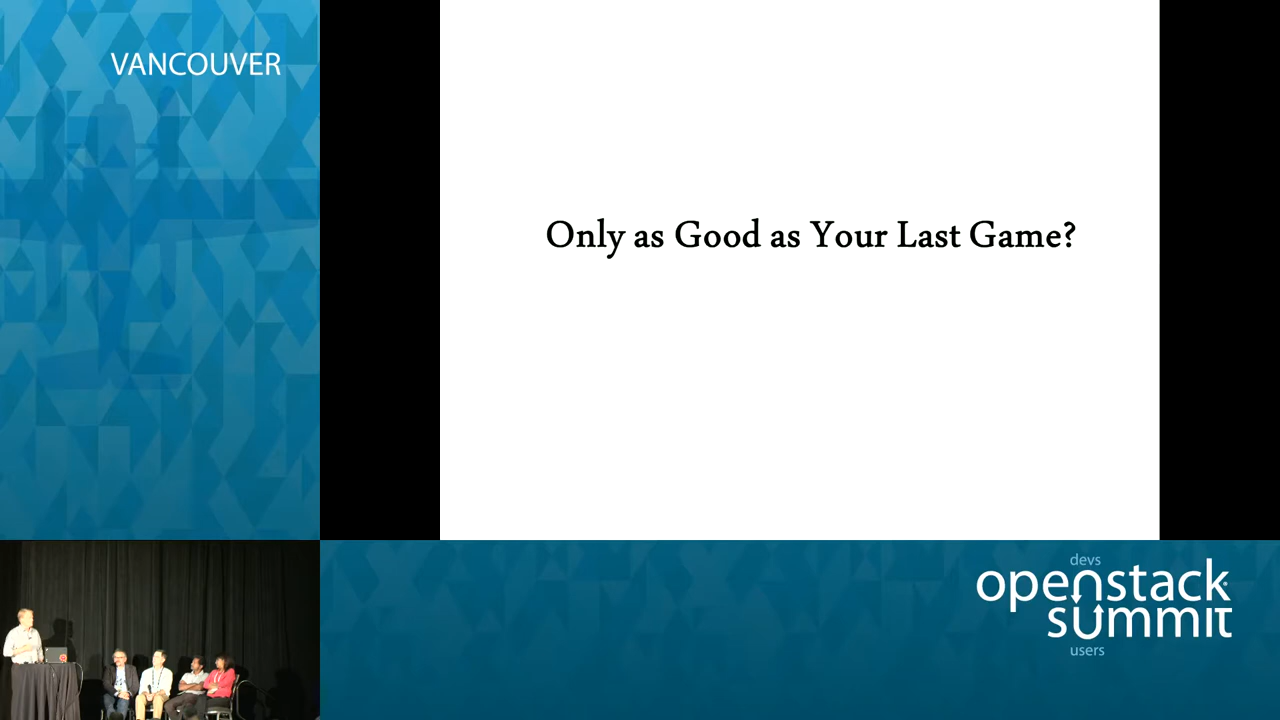 VANCOUVER
Only as Good as Your Last Game?
devs
openstack
summit
users